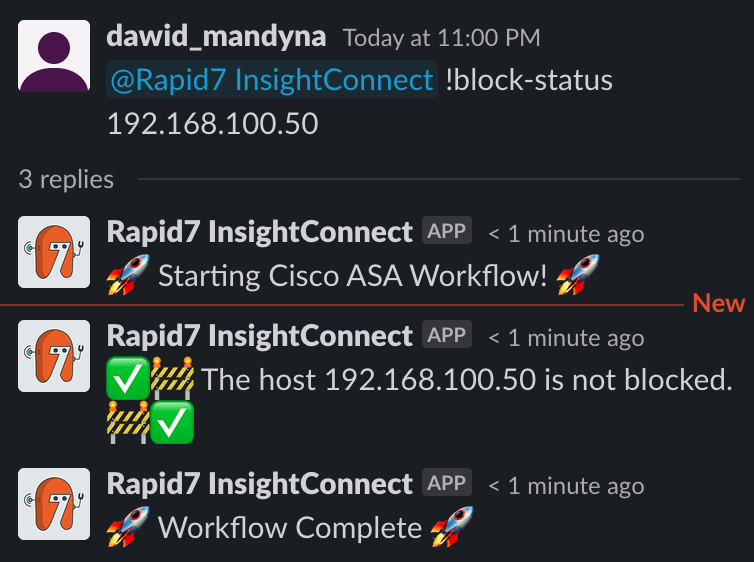 dawid_mandyna Today at 11:00 PM
@Rapid7 InsightConnect !block-status
192.168.100.50
3 replies
Rapid7 InsightConnect APP < 1 minute ago
🚀 Starting Cisco ASA Workflow! 🚀
New
Rapid7 InsightConnect APP < 1 minute ago
✅🚧 The host 192.168.100.50 is not blocked.
🚧✅
Rapid7 InsightConnect APP < 1 minute ago
🚀 Workflow Complete 🚀